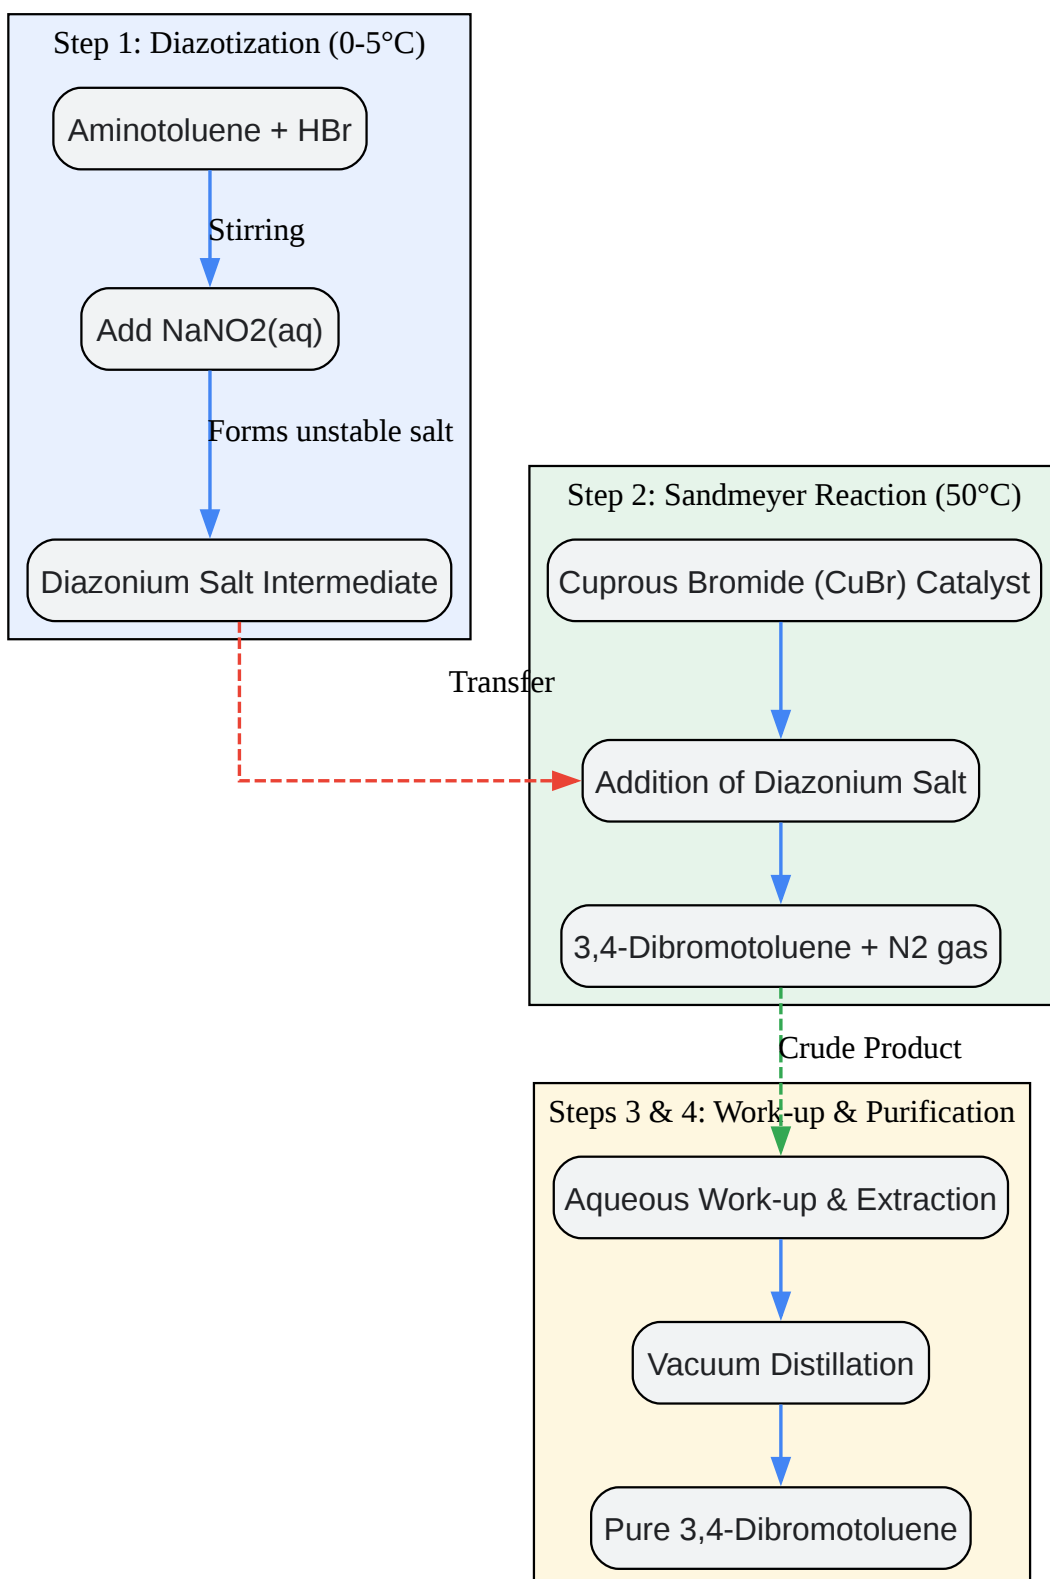 Step 1: Diazotization (0-5°C)
Aminotoluene + HBr
Stirring
Add NaNO2(aq)
Forms unstable salt
Diazonium Salt Intermediate
Transfer
Step 2: Sandmeyer Reaction (50°C)
Cuprous Bromide (CuBr) Catalyst
Addition of Diazonium Salt
3,4-Dibromotoluene + N2 gas
Crude Product
Steps 3 & 4: Work-up & Purification
Aqueous Work-up & Extraction
Vacuum Distillation
Pure 3,4-Dibromotoluene